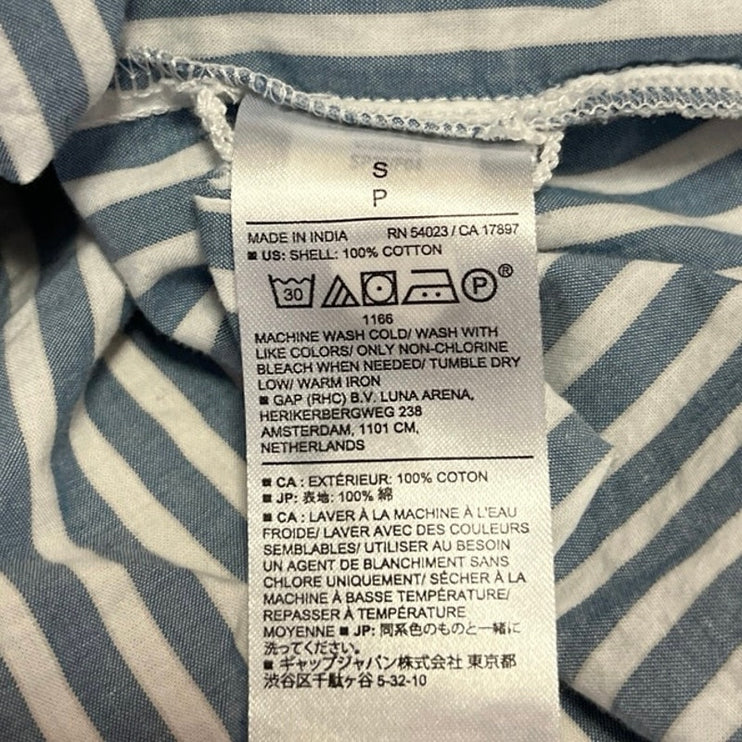 S
P
MADE IN INDIA RN 54023 / CA 17897
■ US: SHELL: 100% COTTON
30 P®
1166
MACHINE WASH COLD/ WASH WITH
LIKE COLORS/ ONLY NON-CHLORINE
BLEACH WHEN NEEDED/ TUMBLE DRY
LOW/ WARM IRON
■ GAP (RHC) B.V. LUNA ARENA,
HERIKERBERGWEG 238
AMSTERDAM, 1101 CM,
NETHERLANDS
■ CA : EXTÉRIEUR: 100% COTON
■ JP: 表地: 100% 綿
■ CA : LAVER À LA MACHINE À L'EAU
FROIDE/ LAVER AVEC DES COULEURS
SEMBLABLES/ UTILISER AU BESOIN
UN AGENT DE BLANCHIMENT SANS
CHLORE UNIQUEMENT/ SÉCHER À LA
MACHINE À BASSE TEMPÉRATURE/
REPASSER À TEMPÉRATURE
MOYENNE ■ JP: 同系色のものと一緒に
洗ってください。
■ ギャップジャパン株式会社 東京都
渋谷区千駄ヶ谷 5-32-10